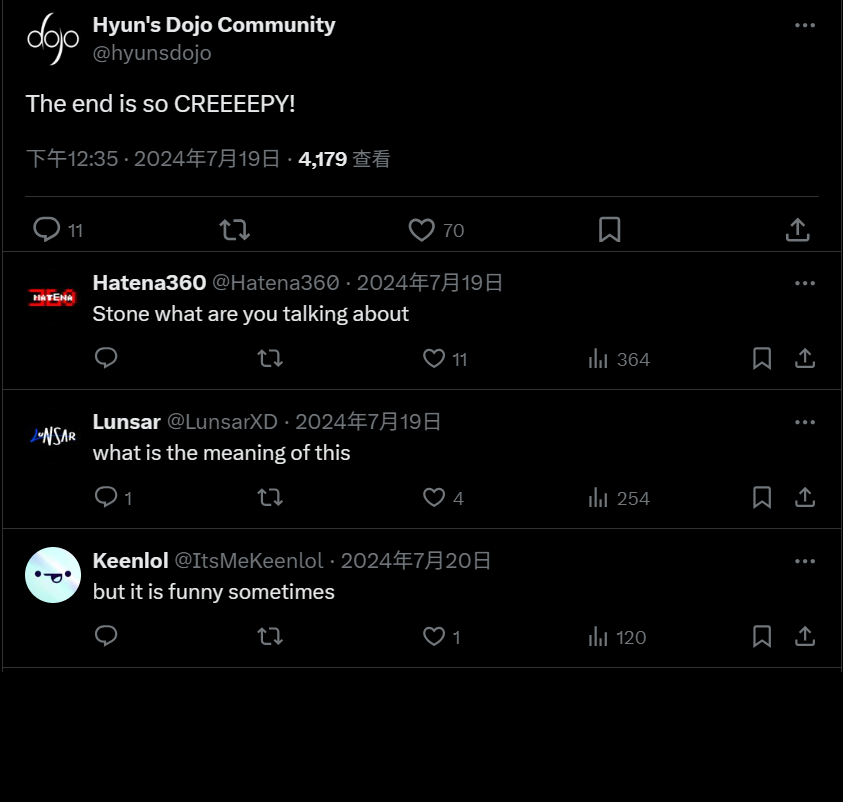 dojo
Hyun's Dojo Community
@hyunsdojo
The end is so CREEEEPY!
下午12:35 · 2024年7月19日 · 4,179 查看
11 70
HATENA
360
Hatena360 @Hatena360 · 2024年7月19日
Stone what are you talking about
11 364
LUNSAR
Lunsar @LunsarXD · 2024年7月19日
what is the meaning of this
1 4 254
Keenlol @ItsMeKeenlol · 2024年7月20日
but it is funny sometimes
1 120